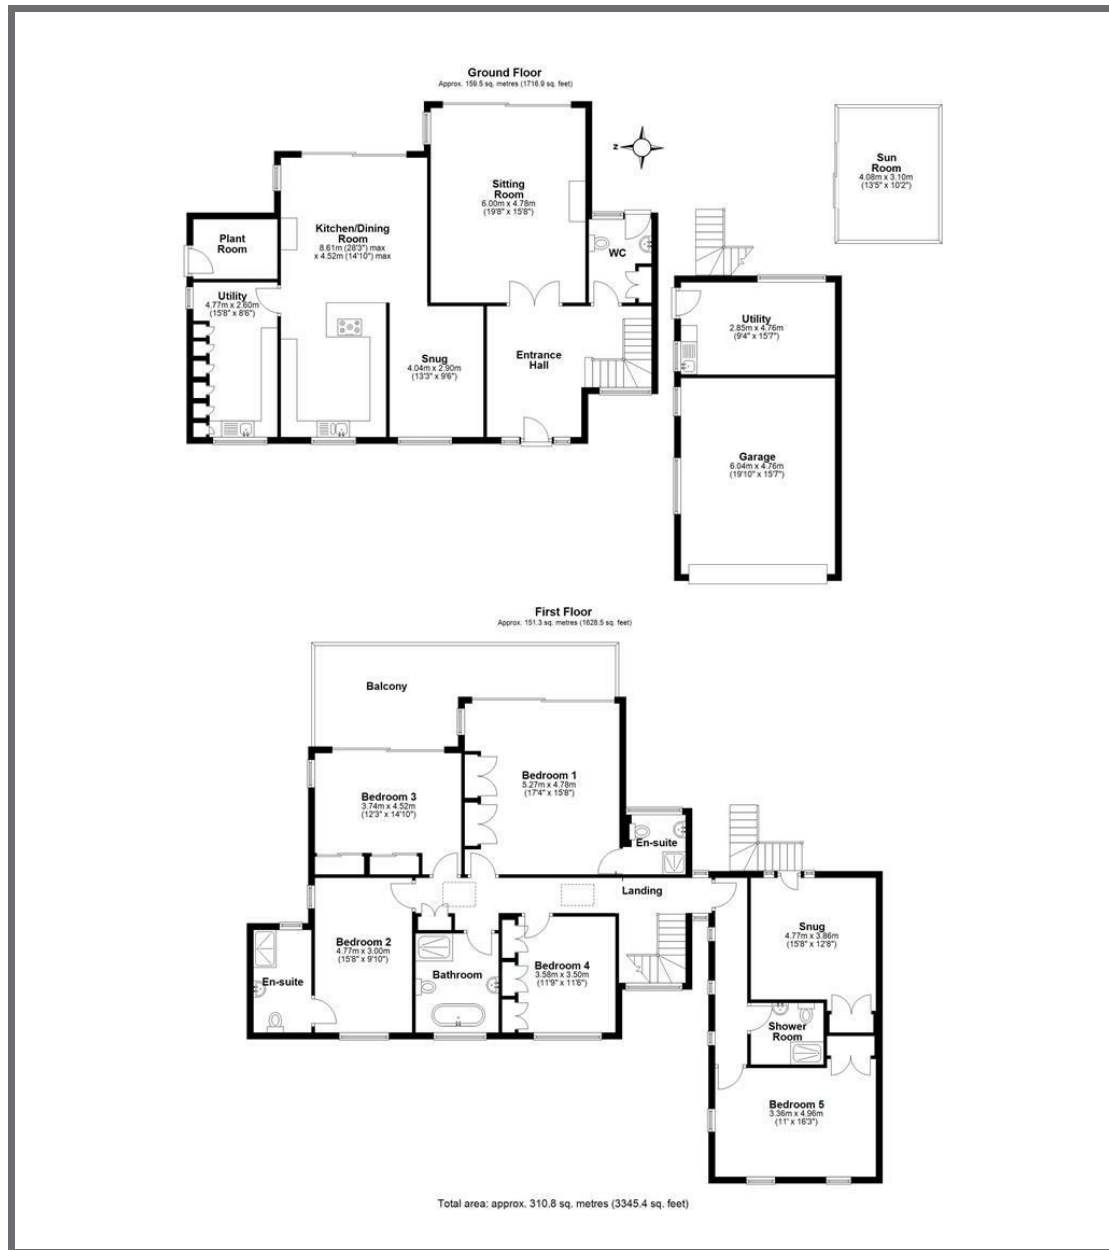 Ground Floor
Approx. 159.5 sq. metres (1716.9 sq. feet)
Sun
Room
4.08m x 3.10m
(13'5" x 10'2")
z
Sitting
Room
6.00m x 4.78m
(19'8" x 15'8")
Kitchen/Dining
Room
8.61m (28'3") max
x 4.52m (14'10") max
Plant
Room
WC
Utility
4.77m x 2.60m
(15'8" x 8'6")
Utility
2.85m x 4.76m
(9'4" x 15'7")
Snug
4.04m x 2.90m
(13'3" x 9'6")
Entrance
Hall
Garage
6.04m x 4.76m
(19'10" x 15'7")
First Floor
Approx. 151.3 sq. metres (1628.5 sq. feet)
Balcony
Bedroom 1
5.27m x 4.78m
(17'4" x 15'8")
Bedroom 3
3.74m x 4.52m
(12'3" x 14'10")
En-suite
Landing
Snug
4.77m x 3.86m
(15'8" x 12'8")
Bedroom 2
4.77m x 3.00m
(15'8" x 9'10")
En-suite
Bathroom
Bedroom 4
3.58m x 3.50m
(11'9" x 11'6")
Shower
Room
Bedroom 5
3.36m x 4.96m
(11' x 16'3")
Total area: approx. 310.8 sq. metres (3345.4 sq. feet)